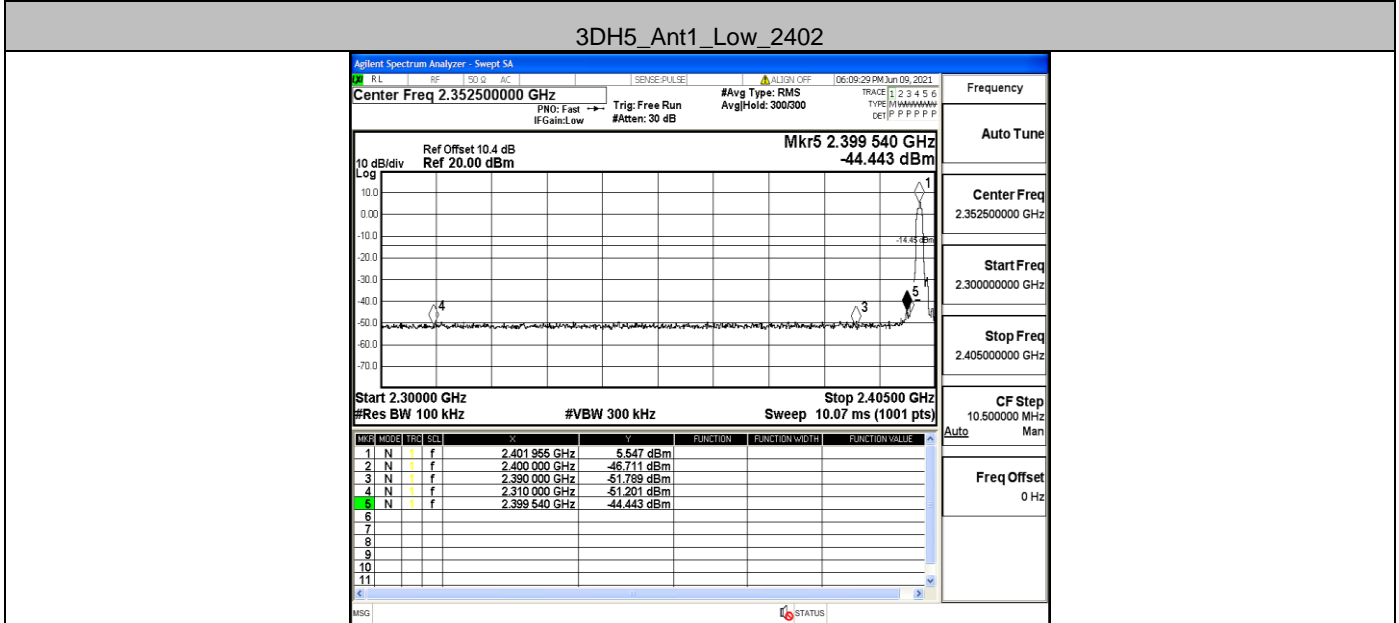 3DH5_Ant1_Low_2402
Agilent Spectrum Analyzer - Swept SA
RL RF 50 Ω AC SENSE:PULSE ALIGN OFF 06:09:29 PM Jun 09, 2021
Center Freq 2.352500000 GHz
PNO: Fast
IFGain:Low
Trig: Free Run
#Atten: 30 dB
#Avg Type: RMS
Avg|Hold: 300/300
TRACE 1 2 3 4 5 6
TYPE M
DET P P P P P P
Mkr5 2.399 540 GHz
-44.443 dBm
Ref Offset 10.4 dB
10 dB/div Ref 20.00 dBm
Log
10.0
0.00
-10.0
-20.0
-30.0
-40.0
-50.0
-60.0
-70.0
1
-14.45 dBm
5
4
3
Start 2.30000 GHz Stop 2.40500 GHz
#Res BW 100 kHz #VBW 300 kHz Sweep 10.07 ms (1001 pts)
MKR MODE TRC SCL X Y FUNCTION FUNCTION WIDTH FUNCTION VALUE
1 N 1 f 2.401 955 GHz 5.547 dBm
2 N 1 f 2.400 000 GHz -46.711 dBm
3 N 1 f 2.390 000 GHz -51.789 dBm
4 N 1 f 2.310 000 GHz -51.201 dBm
5 N 1 f 2.399 540 GHz -44.443 dBm
6
7
8
9
10
11
MSG STATUS
Frequency
Auto Tune
Center Freq
2.352500000 GHz
Start Freq
2.300000000 GHz
Stop Freq
2.405000000 GHz
CF Step
10.500000 MHz
Auto Man
Freq Offset
0 Hz